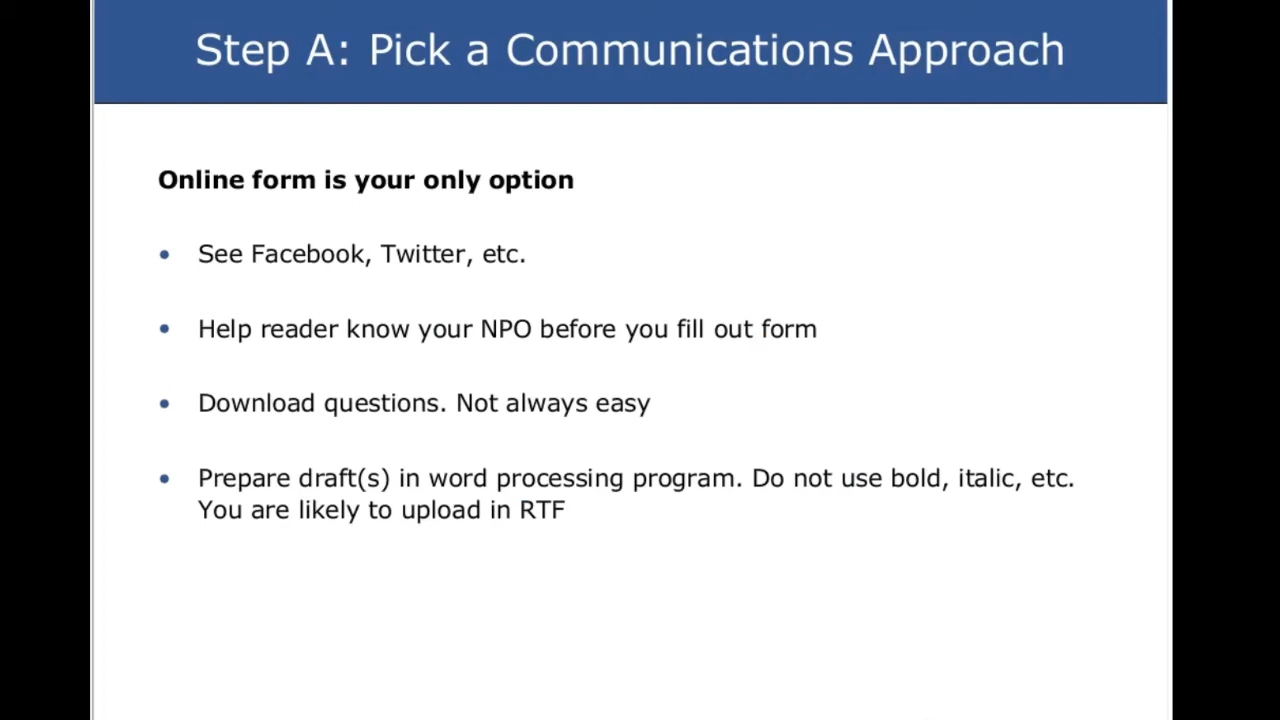 Step A: Pick a Communications Approach
Online form is your only option
• See Facebook, Twitter, etc.
• Help reader know your NPO before you fill out form
• Download questions. Not always easy
• Prepare draft(s) in word processing program. Do not use bold, italic, etc.
You are likely to upload in RTF